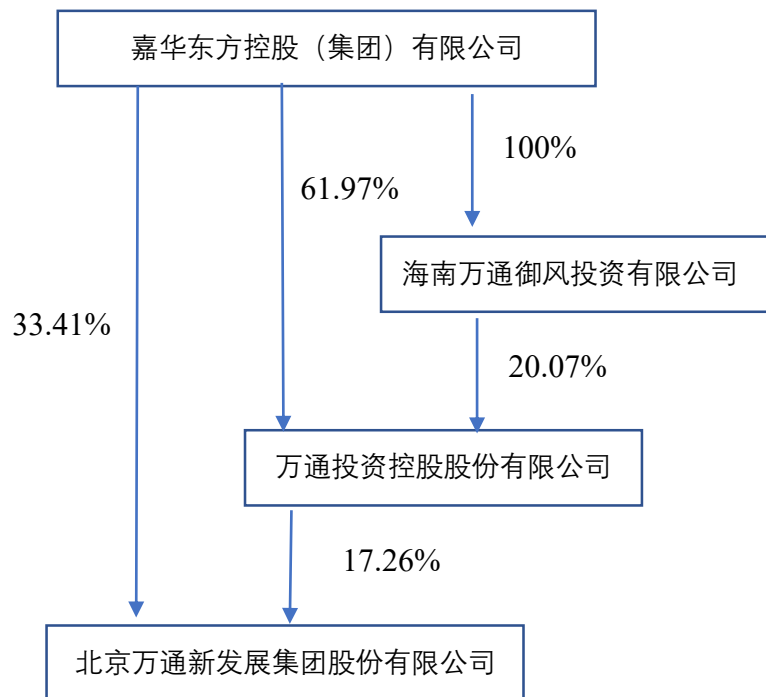 嘉华东方控股（集团）有限公司
100%
61.97%
海南万通御风投资有限公司
33.41%
20.07%
万通投资控股股份有限公司
17.26%
北京万通新发展集团股份有限公司